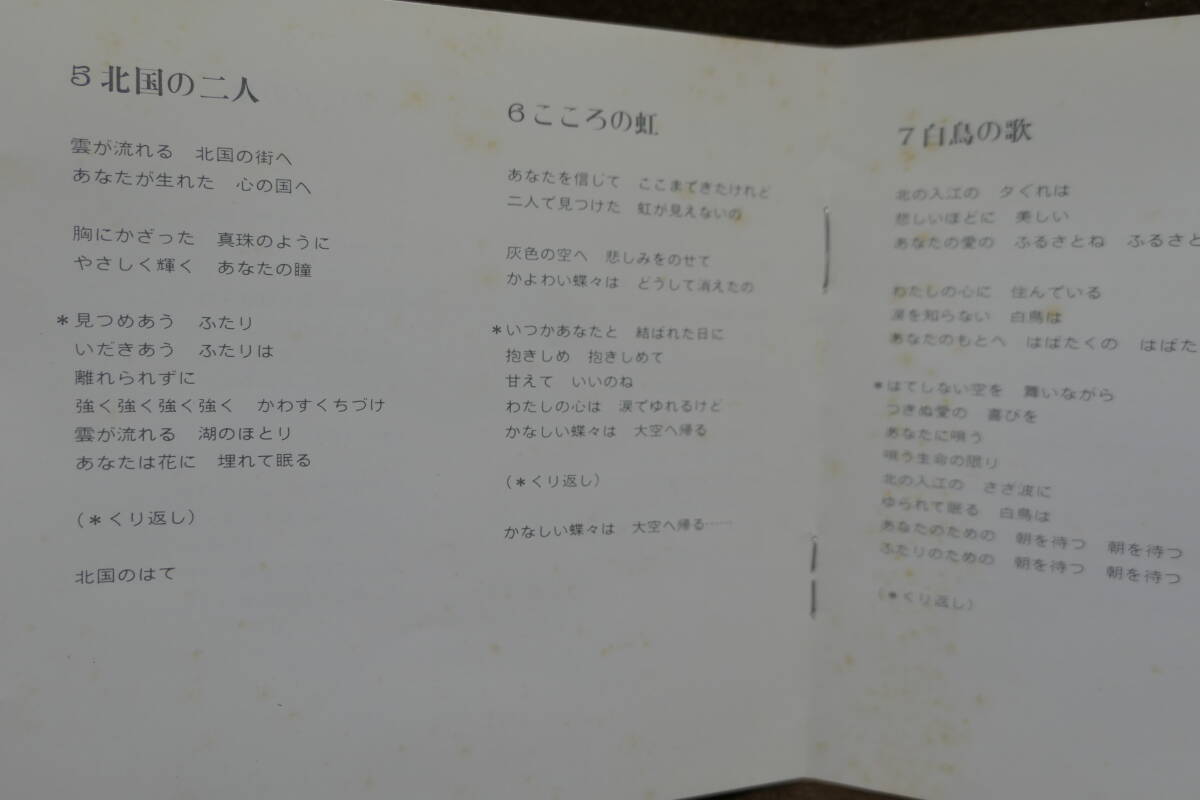 5 北国の二人
雲が流れる　北国の街へ
あなたが生れた　心の国へ
胸にかざった　真珠のように
やさしく輝く　あなたの瞳
＊見つめあう　ふたり
いだきあう　ふたりは
離れられずに
強く強く強く強く　かわすくちづけ
雲が流れる　湖のほとり
あなたは花に　埋れて眠る
(＊くり返し)
北国のはて
6 こころの虹
あなたを信じて　ここまできたけれど
二人で見つけた　虹が見えないの
灰色の空へ　悲しみをのせて
かよわい蝶々は　どうして消えたの
＊いつかあなたと　結ばれた日に
抱きしめ　抱きしめて
甘えて　いいのね
わたしの心は　涙でゆれるけど
かなしい蝶々は　大空へ帰る
(＊くり返し)
かなしい蝶々は　大空へ帰る……
7 白鳥の歌
北の入江の　夕ぐれは
悲しいほどに　美しい
あなたの愛の　ふるさとね　ふるさと
わたしの心に　住んでいる
涙を知らない　白鳥は
あなたのもとへ　はばたくの　はばた
＊はてしない空を　舞いながら
つきぬ愛の　喜びを
あなたに唄う
唄う生命の限り
北の入江の　さざ波に
ゆられて眠る　白鳥は
あなたのための　朝を待つ　朝を待つ
ふたりのための　朝を待つ　朝を待つ
(＊くり返し)